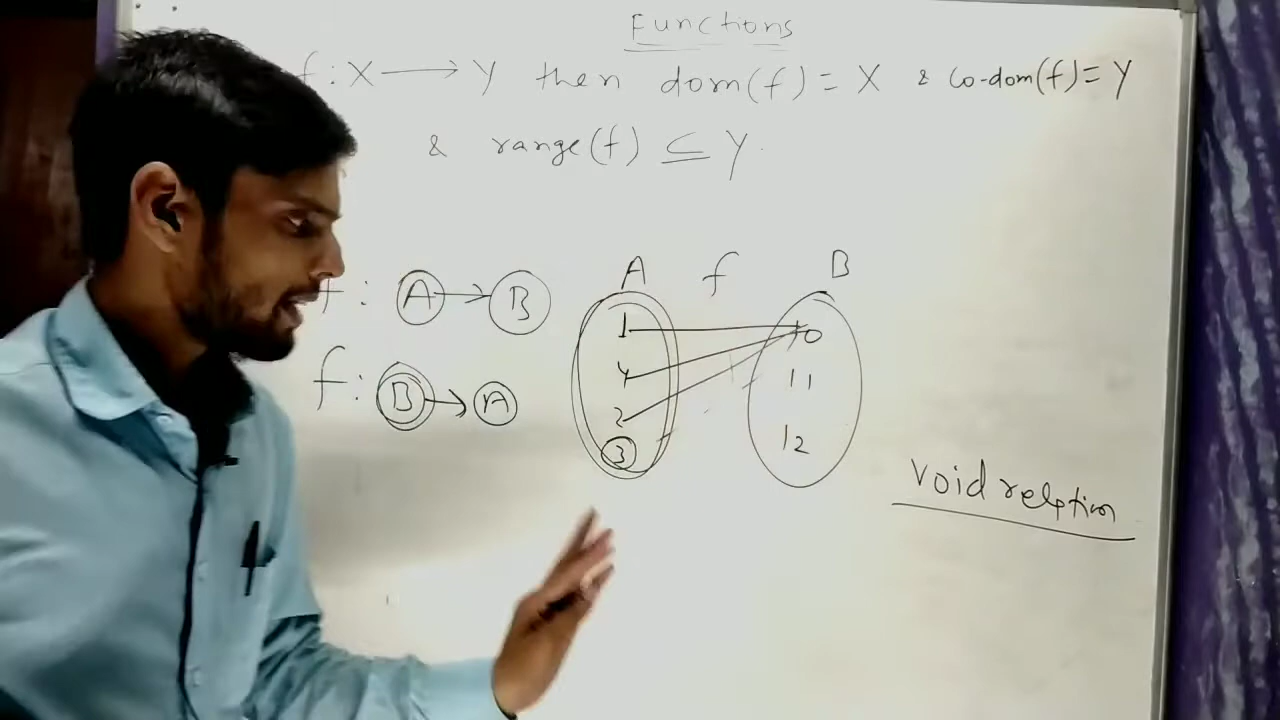 Functions
f : X → Y then dom(f) = X & co-dom(f) = Y
& range(f) ⊆ Y.
A f B
f : A → B
1 10
4 11
f : B → A
2
3 12
Void relation